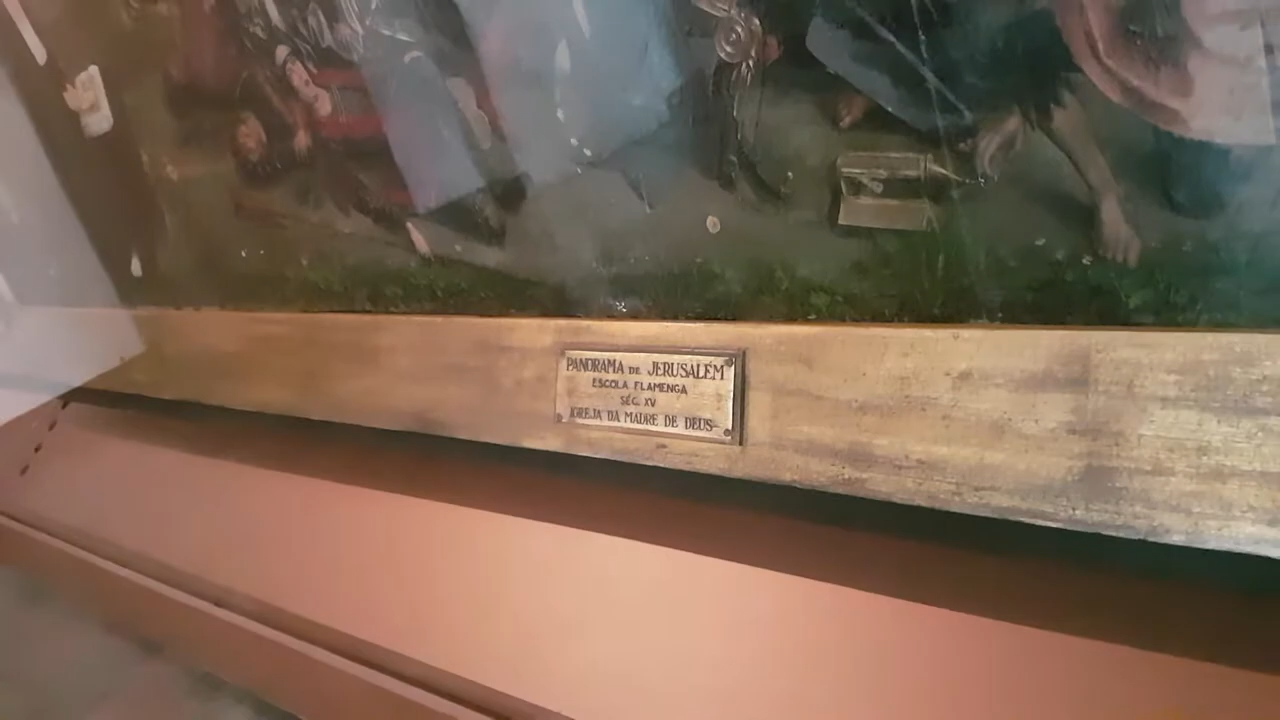 PANORAMA DE JERUSALÉM
ESCOLA FLAMENGA
SÉC. XV
IGREJA DA MADRE DE DEUS